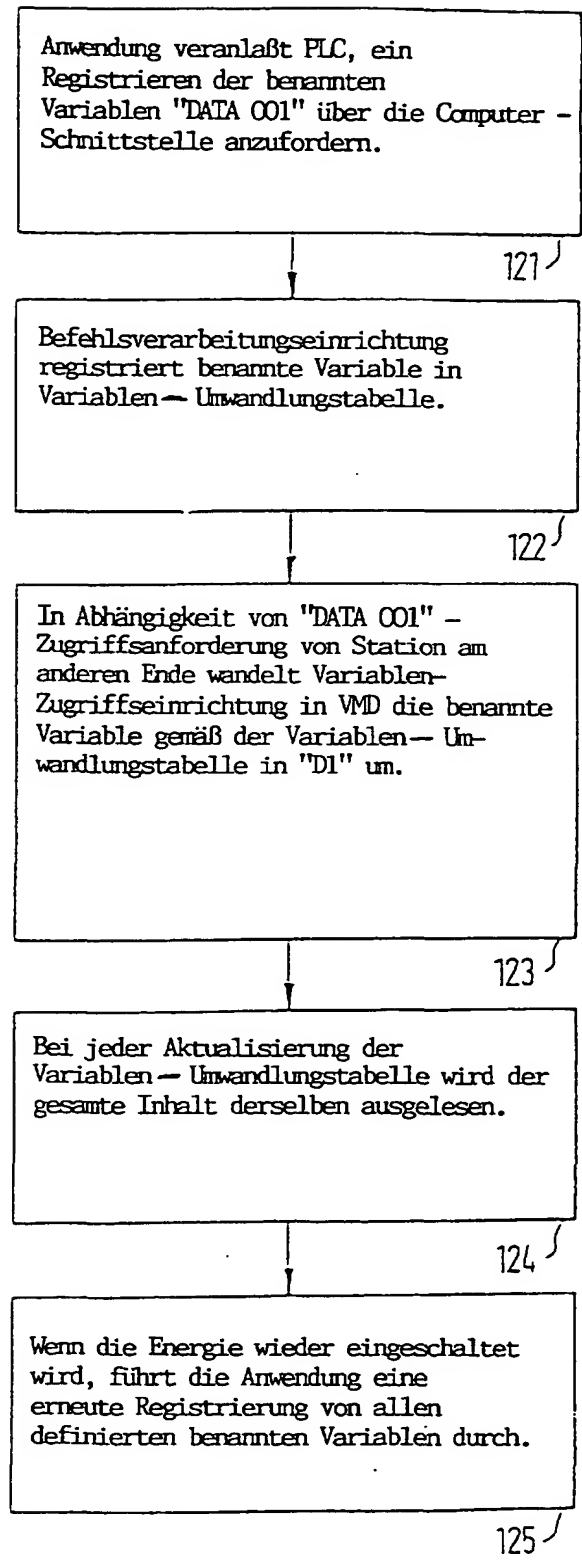 Anwendung veranlaßt PLC, ein
Registrieren der benannten
Variablen "DATA 001" über die Computer -
Schnittstelle anzufordern.
121
Befehlsverarbeitungseinrichtung
registriert benannte Variable in
Variablen — Umwandlungstabelle.
122
In Abhängigkeit von "DATA 001" -
Zugriffsanforderung von Station am
anderen Ende wandelt Variablen-
Zugriffseinrichtung in VMD die benannte
Variable gemäß der Variablen — Um-
wandlungstabelle in "D1" um.
123
Bei jeder Aktualisierung der
Variablen — Umwandlungstabelle wird der
gesamte Inhalt derselben ausgelesen.
124
Wenn die Energie wieder eingeschaltet
wird, führt die Anwendung eine
erneute Registrierung von allen
definierten benannten Variablen durch.
125